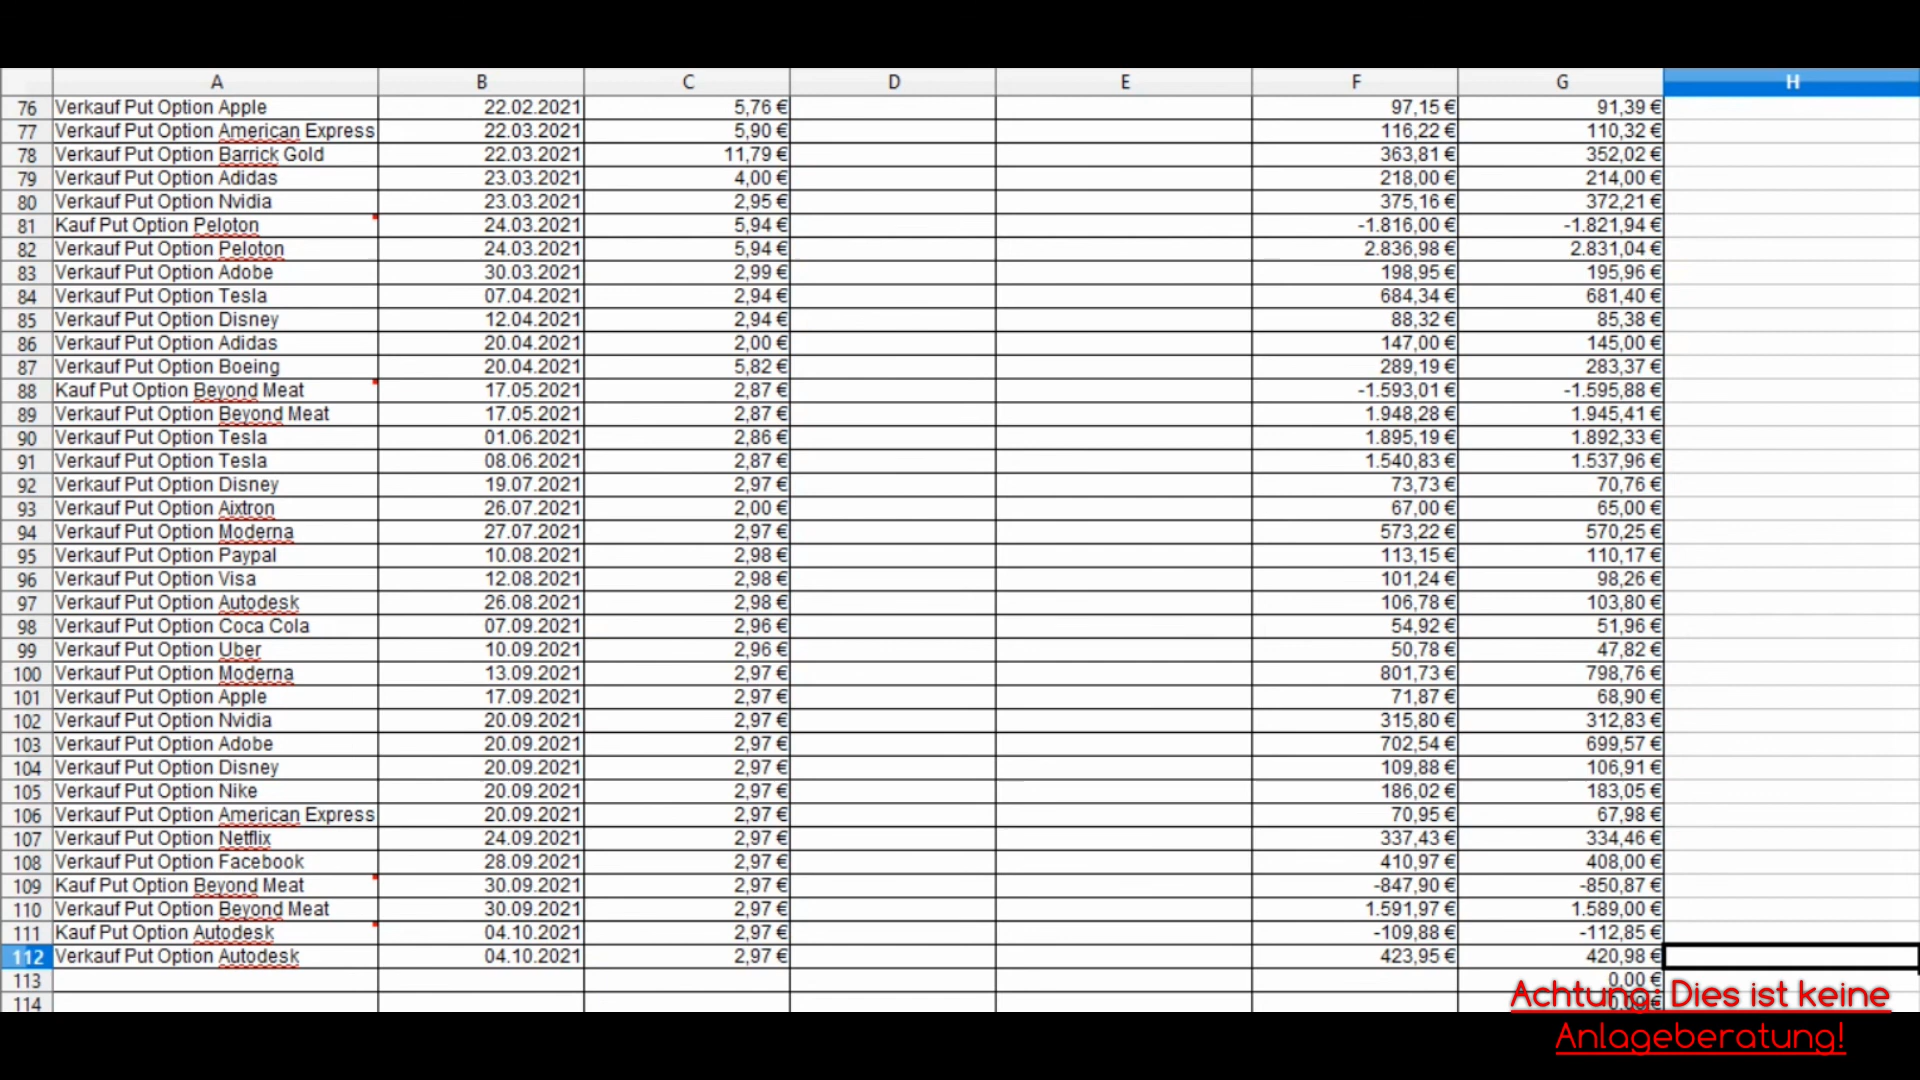 A B C D E F G H
76 Verkauf Put Option Apple 22.02.2021 5,76 € 97,15 € 91,39 €
77 Verkauf Put Option American Express 22.03.2021 5,90 € 116,22 € 110,32 €
78 Verkauf Put Option Barrick Gold 22.03.2021 11,79 € 363,81 € 352,02 €
79 Verkauf Put Option Adidas 23.03.2021 4,00 € 218,00 € 214,00 €
80 Verkauf Put Option Nvidia 23.03.2021 2,95 € 375,16 € 372,21 €
81 Kauf Put Option Peloton 24.03.2021 5,94 € -1.816,00 € -1.821,94 €
82 Verkauf Put Option Peloton 24.03.2021 5,94 € 2.836,98 € 2.831,04 €
83 Verkauf Put Option Adobe 30.03.2021 2,99 € 198,95 € 195,96 €
84 Verkauf Put Option Tesla 07.04.2021 2,94 € 684,34 € 681,40 €
85 Verkauf Put Option Disney 12.04.2021 2,94 € 88,32 € 85,38 €
86 Verkauf Put Option Adidas 20.04.2021 2,00 € 147,00 € 145,00 €
87 Verkauf Put Option Boeing 20.04.2021 5,82 € 289,19 € 283,37 €
88 Kauf Put Option Beyond Meat 17.05.2021 2,87 € -1.593,01 € -1.595,88 €
89 Verkauf Put Option Beyond Meat 17.05.2021 2,87 € 1.948,28 € 1.945,41 €
90 Verkauf Put Option Tesla 01.06.2021 2,86 € 1.895,19 € 1.892,33 €
91 Verkauf Put Option Tesla 08.06.2021 2,87 € 1.540,83 € 1.537,96 €
92 Verkauf Put Option Disney 19.07.2021 2,97 € 73,73 € 70,76 €
93 Verkauf Put Option Aixtron 26.07.2021 2,00 € 67,00 € 65,00 €
94 Verkauf Put Option Moderna 27.07.2021 2,97 € 573,22 € 570,25 €
95 Verkauf Put Option Paypal 10.08.2021 2,98 € 113,15 € 110,17 €
96 Verkauf Put Option Visa 12.08.2021 2,98 € 101,24 € 98,26 €
97 Verkauf Put Option Autodesk 26.08.2021 2,98 € 106,78 € 103,80 €
98 Verkauf Put Option Coca Cola 07.09.2021 2,96 € 54,92 € 51,96 €
99 Verkauf Put Option Uber 10.09.2021 2,96 € 50,78 € 47,82 €
100 Verkauf Put Option Moderna 13.09.2021 2,97 € 801,73 € 798,76 €
101 Verkauf Put Option Apple 17.09.2021 2,97 € 71,87 € 68,90 €
102 Verkauf Put Option Nvidia 20.09.2021 2,97 € 315,80 € 312,83 €
103 Verkauf Put Option Adobe 20.09.2021 2,97 € 702,54 € 699,57 €
104 Verkauf Put Option Disney 20.09.2021 2,97 € 109,88 € 106,91 €
105 Verkauf Put Option Nike 20.09.2021 2,97 € 186,02 € 183,05 €
106 Verkauf Put Option American Express 20.09.2021 2,97 € 70,95 € 67,98 €
107 Verkauf Put Option Netflix 24.09.2021 2,97 € 337,43 € 334,46 €
108 Verkauf Put Option Facebook 28.09.2021 2,97 € 410,97 € 408,00 €
109 Kauf Put Option Beyond Meat 30.09.2021 2,97 € -847,90 € -850,87 €
110 Verkauf Put Option Beyond Meat 30.09.2021 2,97 € 1.591,97 € 1.589,00 €
111 Kauf Put Option Autodesk 04.10.2021 2,97 € -109,88 € -112,85 €
112 Verkauf Put Option Autodesk 04.10.2021 2,97 € 423,95 € 420,98 €
113 0,00 €
114
Achtung: Dies ist keine
Anlageberatung!